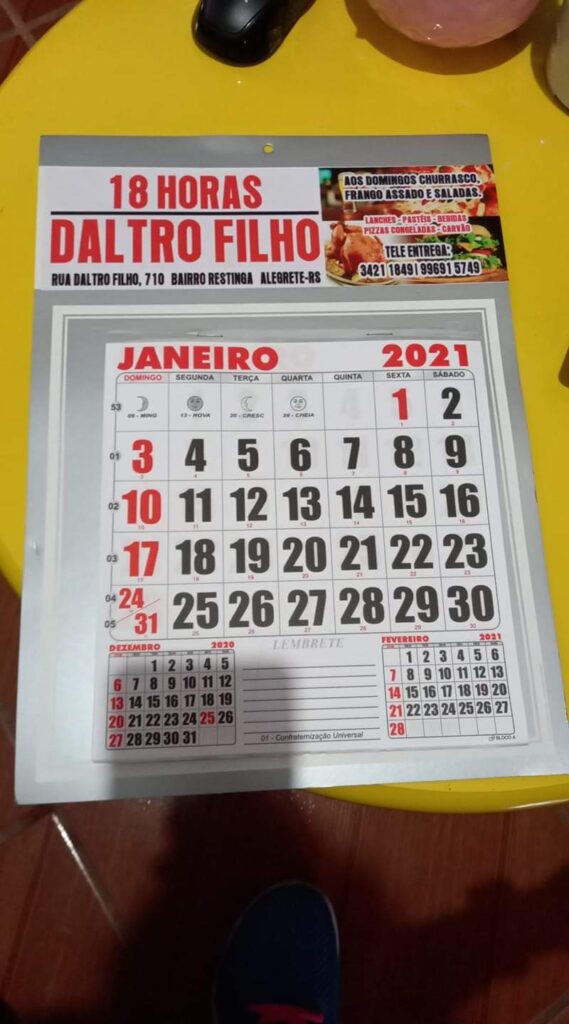 18 HORAS
DALTRO FILHO
RUA DALTRO FILHO, 710 BAIRRO RESTINGA ALEGRETE-RS
AOS DOMINGOS CHURRASCO,
FRANGO ASSADO E SALADAS.
LANCHES - PASTÉIS - BEBIDAS
PIZZAS CONGELADAS - CARVÃO
TELE ENTREGA:
3421 1849 | 99691 5749
JANEIRO 2021
DOMINGO SEGUNDA TERÇA QUARTA QUINTA SEXTA SÁBADO
53 06 - MING 13 - NOVA 20 - CRESC 28 - CHEIA 1 2
01 3 4 5 6 7 8 9
02 10 11 12 13 14 15 16
03 17 18 19 20 21 22 23
04 24 25 26 27 28 29 30
05 31
DEZEMBRO 2020
1 2 3 4 5
6 7 8 9 10 11 12
13 14 15 16 17 18 19
20 21 22 23 24 25 26
27 28 29 30 31
LEMBRETE
01 - Confraternização Universal
FEVEREIRO 2021
1 2 3 4 5 6
7 8 9 10 11 12 13
14 15 16 17 18 19 20
21 22 23 24 25 26 27
28
BLOCO A